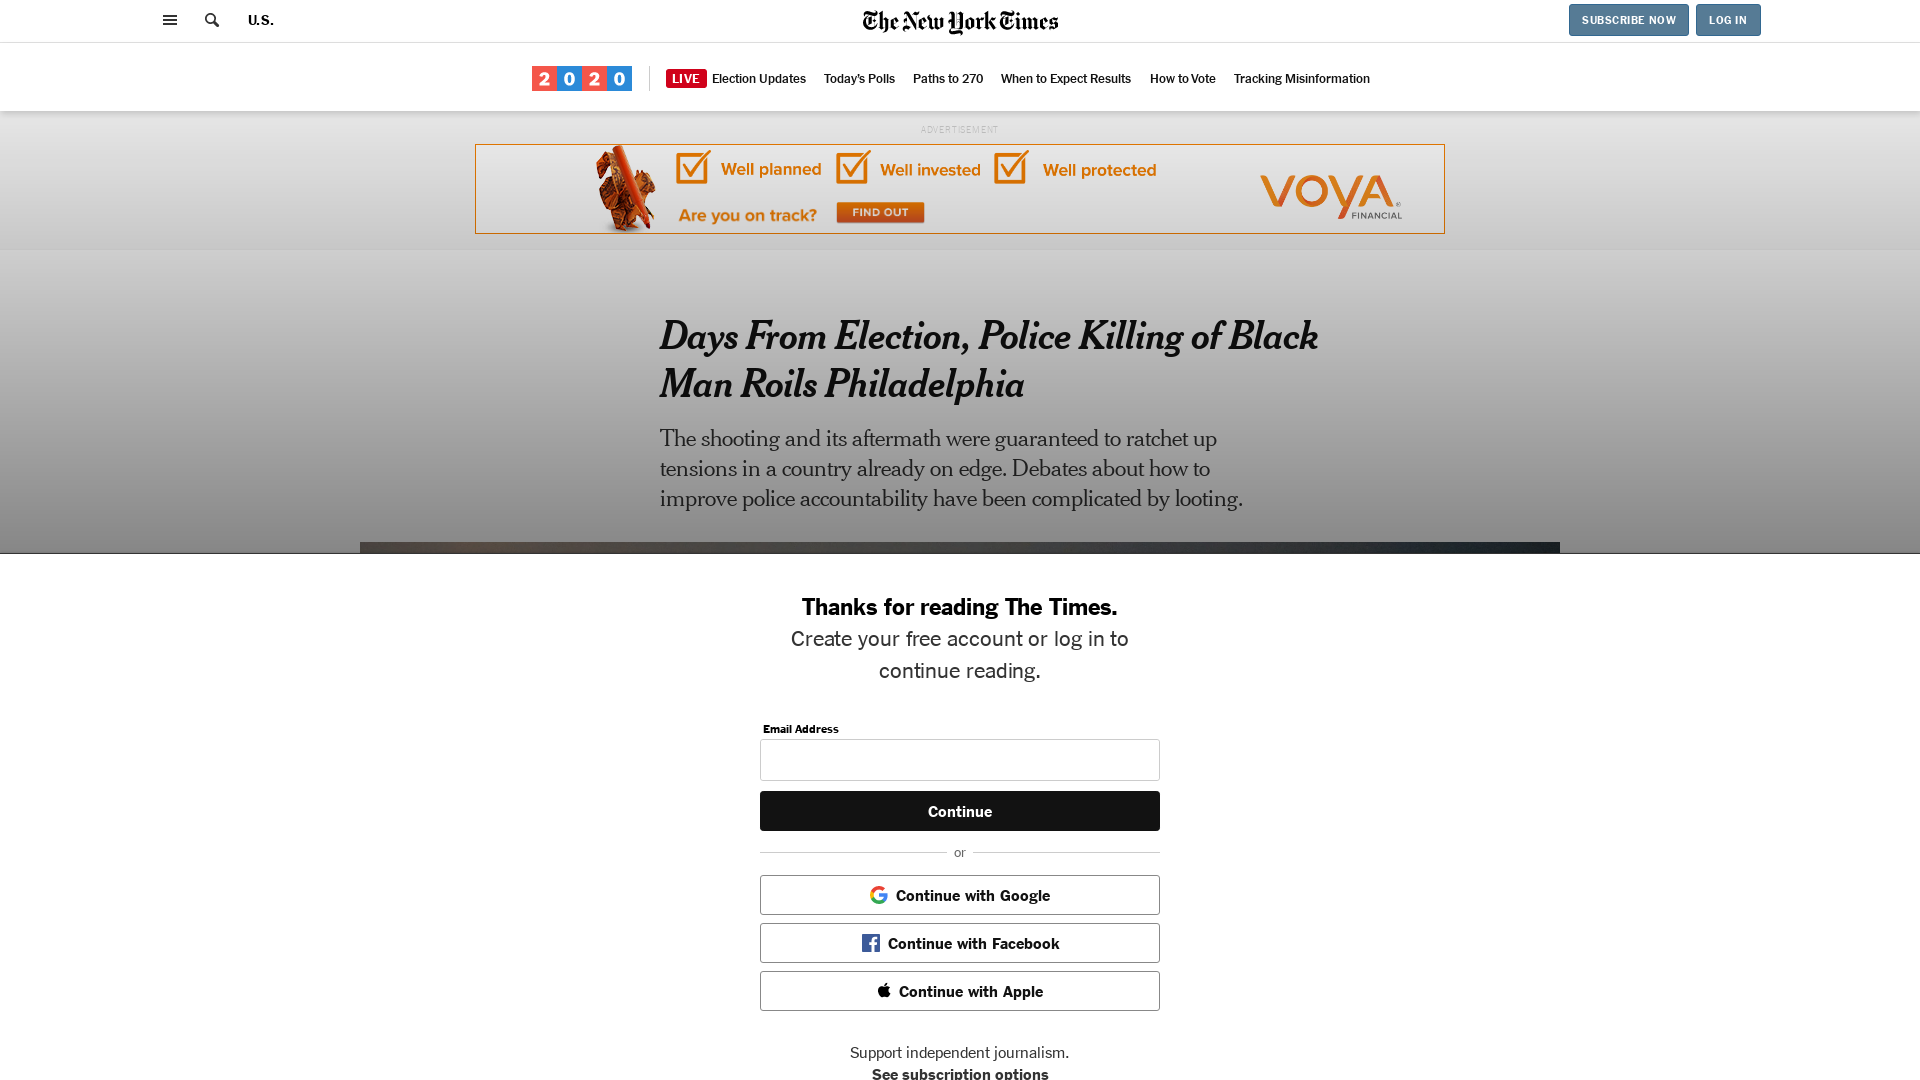 U.S.
The New York Times
SUBSCRIBE NOW
LOG IN
2020
LIVE Election Updates
Today's Polls
Paths to 270
When to Expect Results
How to Vote
Tracking Misinformation
ADVERTISEMENT
Well planned
Well invested
Well protected
Are you on track?
FIND OUT
VOYA®
FINANCIAL
Days From Election, Police Killing of Black
Man Roils Philadelphia
The shooting and its aftermath were guaranteed to ratchet up
tensions in a country already on edge. Debates about how to
improve police accountability have been complicated by looting.
Thanks for reading The Times.
Create your free account or log in to
continue reading.
Email Address
Continue
or
Continue with Google
Continue with Facebook
Continue with Apple
Support independent journalism.
See subscription options